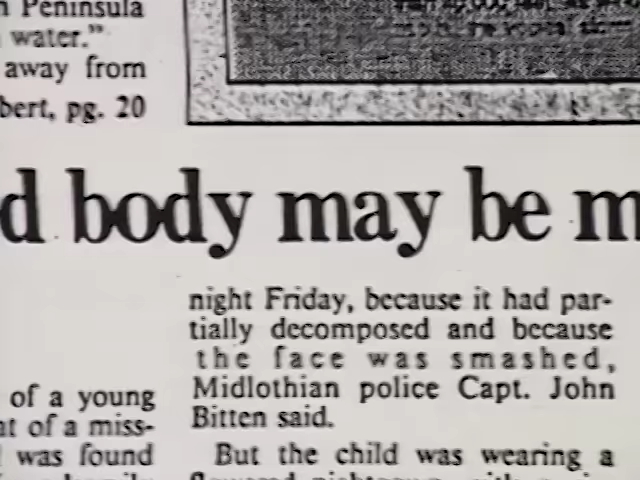 n Peninsula
water."
away from
bert, pg. 20
d body may be m
of a young
at of a miss-
was found
night Friday, because it had par-
tially decomposed and because
the face was smashed,
Midlothian police Capt. John
Bitten said.
But the child was wearing a